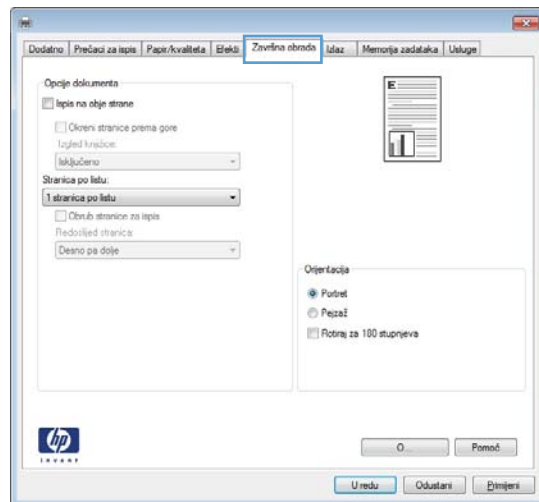 Dodatno Prečaci za ispis Papir/kvaliteta Efekti Završna obrada Izlaz Memorija zadataka Usluge
Opcije dokumenta
Ispis na obje strane
Okreni stranice prema gore
Izgled knjižice:
Isključeno
Stranica po listu:
1 stranica po listu
Obrub stranice za ispis
Redoslijed stranica:
Desno pa dolje
E
Orijentacija
Portret
Pejzaž
Rotiraj za 180 stupnjeva
hp
invent
O... Pomoć
U redu Odustani Primijeni